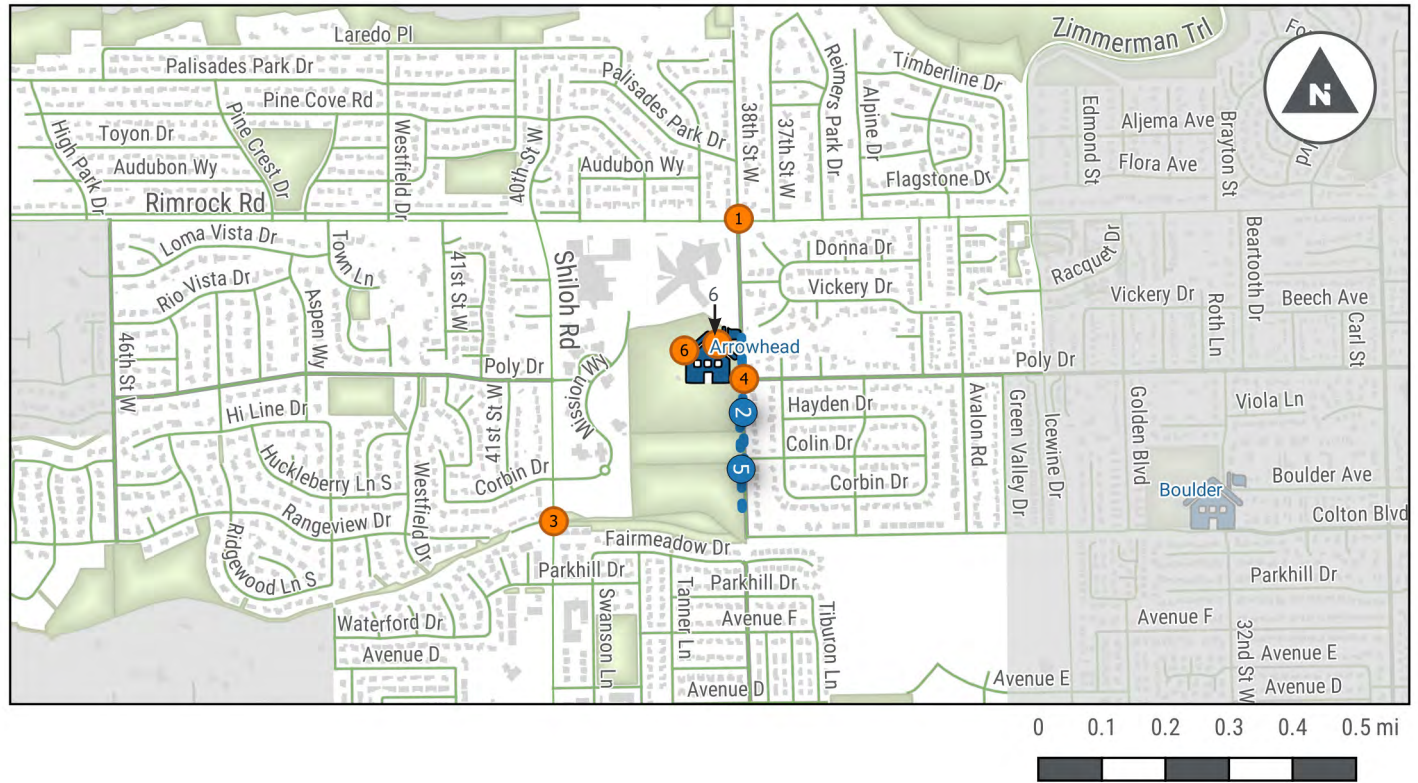 Laredo Pl
Zimmerman Trl
Fo
Palisades Park Dr
Palisades Park Dr
Timberline Dr
Reimers Park Dr
N
Pine Cove Rd
Pine Crest Dr
Toyon Dr
High Park Dr
Westfield Dr
40th St W
38th St W
37th St W
Alpine Dr
Edmond St
Aljema Ave
Brayton St
lvd
Audubon Wy
Audubon Wy
Flagstone Dr
Flora Ave
Rimrock Rd
1
Loma Vista Dr
Town Ln
41st St W
Shiloh Rd
Donna Dr
Racquet Dr
Beartooth Dr
Rio Vista Dr
Aspen Wy
Vickery Dr
Vickery Dr
Roth Ln
Beech Ave
Carl St
6
6
Arrowhead
46th St W
Poly Dr
Mission Wy
4
Poly Dr
Hi Line Dr
41st St W
2
Hayden Dr
Avalon Rd
Green Valley Dr
Icewine Dr
Golden Blvd
Viola Ln
Huckleberry Ln S
Westfield Dr
Corbin Dr
5
Colin Dr
Corbin Dr
Boulder
Boulder Ave
Rangeview Dr
3
Colton Blvd
Ridgewood Ln S
Fairmeadow Dr
Parkhill Dr
Parkhill Dr
Parkhill Dr
Waterford Dr
Swanson Ln
Tanner Ln
Avenue F
Tiburon Ln
Avenue F
32nd St W
Avenue D
Avenue E
Avenue E
Avenue D
Avenue D
0 0.1 0.2 0.3 0.4 0.5 mi